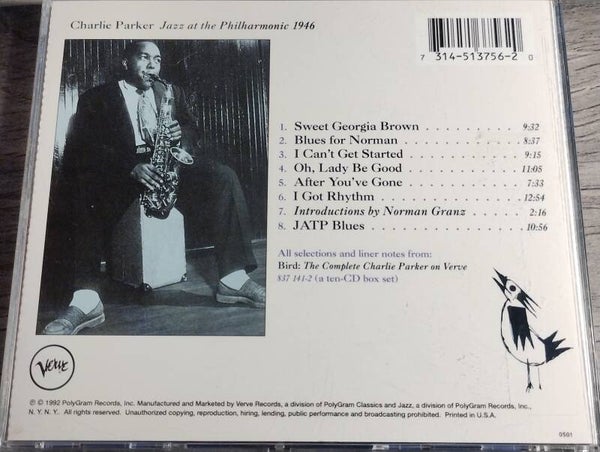 Charlie Parker Jazz at the Philharmonic 1946
7 314-513756-2 0
1. Sweet Georgia Brown . . . . . . . . . . 9:32
2. Blues for Norman . . . . . . . . . . . . 8:37
3. I Can't Get Started . . . . . . . . . . . 9:15
4. Oh, Lady Be Good . . . . . . . . . . . 11:05
5. After You've Gone . . . . . . . . . . . 7:33
6. I Got Rhythm . . . . . . . . . . . . . . 12:54
7. Introductions by Norman Granz . . . . . 2:16
8. JATP Blues . . . . . . . . . . . . . . . 10:56
All selections and liner notes from:
Bird: The Complete Charlie Parker on Verve
837 141-2 (a ten-CD box set)
Verve
℗ © 1992 PolyGram Records, Inc. Manufactured and Marketed by Verve Records, a division of PolyGram Classics and Jazz, a division of PolyGram Records, Inc.,
N.Y. N.Y. All rights reserved. Unauthorized copying, reproduction, hiring, lending, public performance and broadcasting prohibited. Printed in U.S.A.
0591